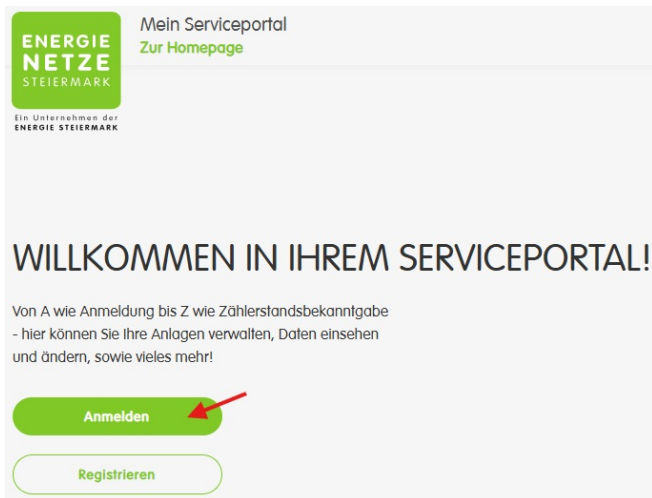 ENERGIE
NETZE
STEIERMARK
Ein Unternehmen der
ENERGIE STEIERMARK
Mein Serviceportal
Zur Homepage
WILLKOMMEN IN IHREM SERVICEPORTAL!
Von A wie Anmeldung bis Z wie Zählerstandsbekanntgabe
- hier können Sie Ihre Anlagen verwalten, Daten einsehen
und ändern, sowie vieles mehr!
Anmelden
Registrieren